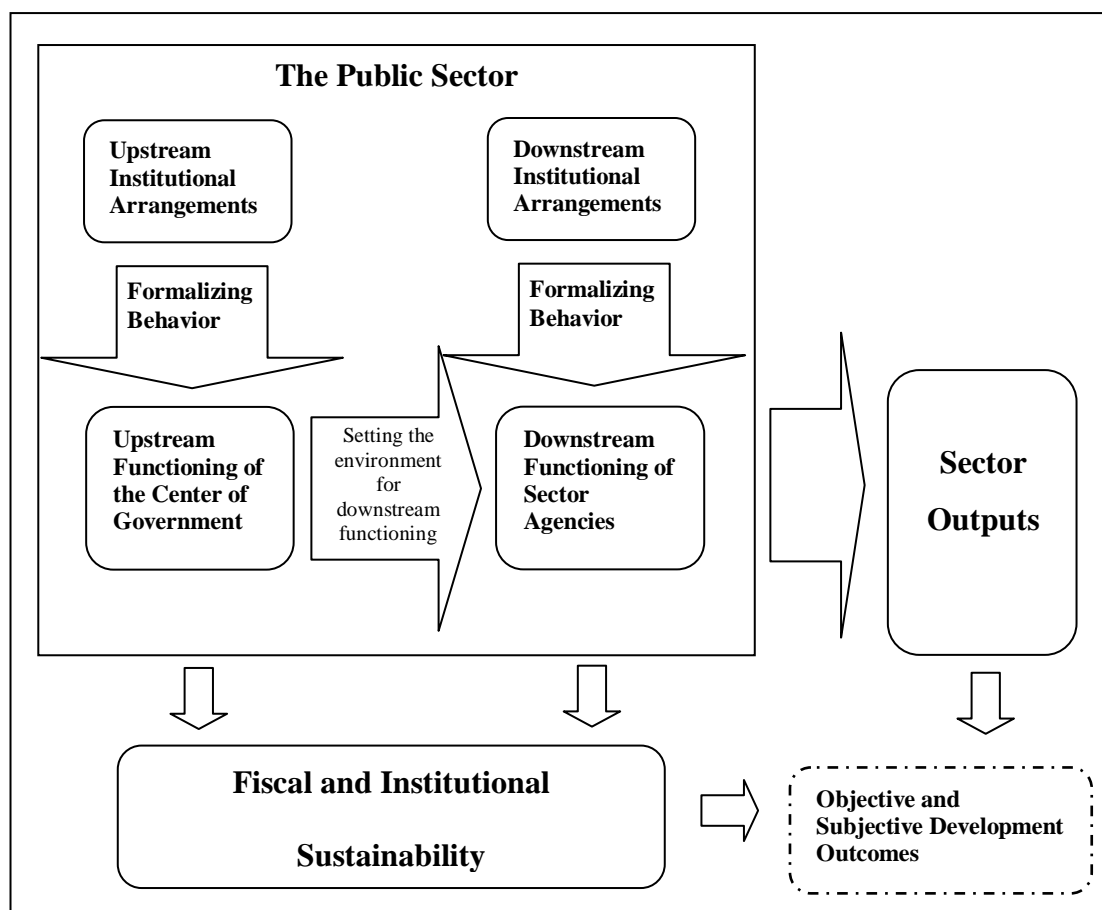 The Public Sector
Upstream
Institutional
Arrangements
Downstream
Institutional
Arrangements
Formalizing
Behavior
Formalizing
Behavior
Upstream
Functioning of
the Center of
Government
Setting the
environment
for
downstream
functioning
Downstream
Functioning of
Sector
Agencies
Sector
Outputs
Fiscal and Institutional
Sustainability
Objective and
Subjective Development
Outcomes